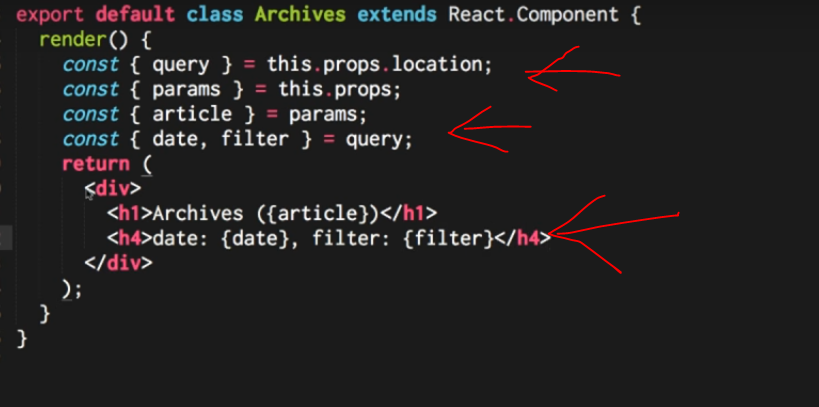 export default class Archives extends React.Component {
render() {
const { query } = this.props.location;
const { params } = this.props;
const { article } = params;
const { date, filter } = query;
return (
<div>
<h1>Archives ({article})</h1>
<h4>date: {date}, filter: {filter}</h4>
</div>
);
}
}